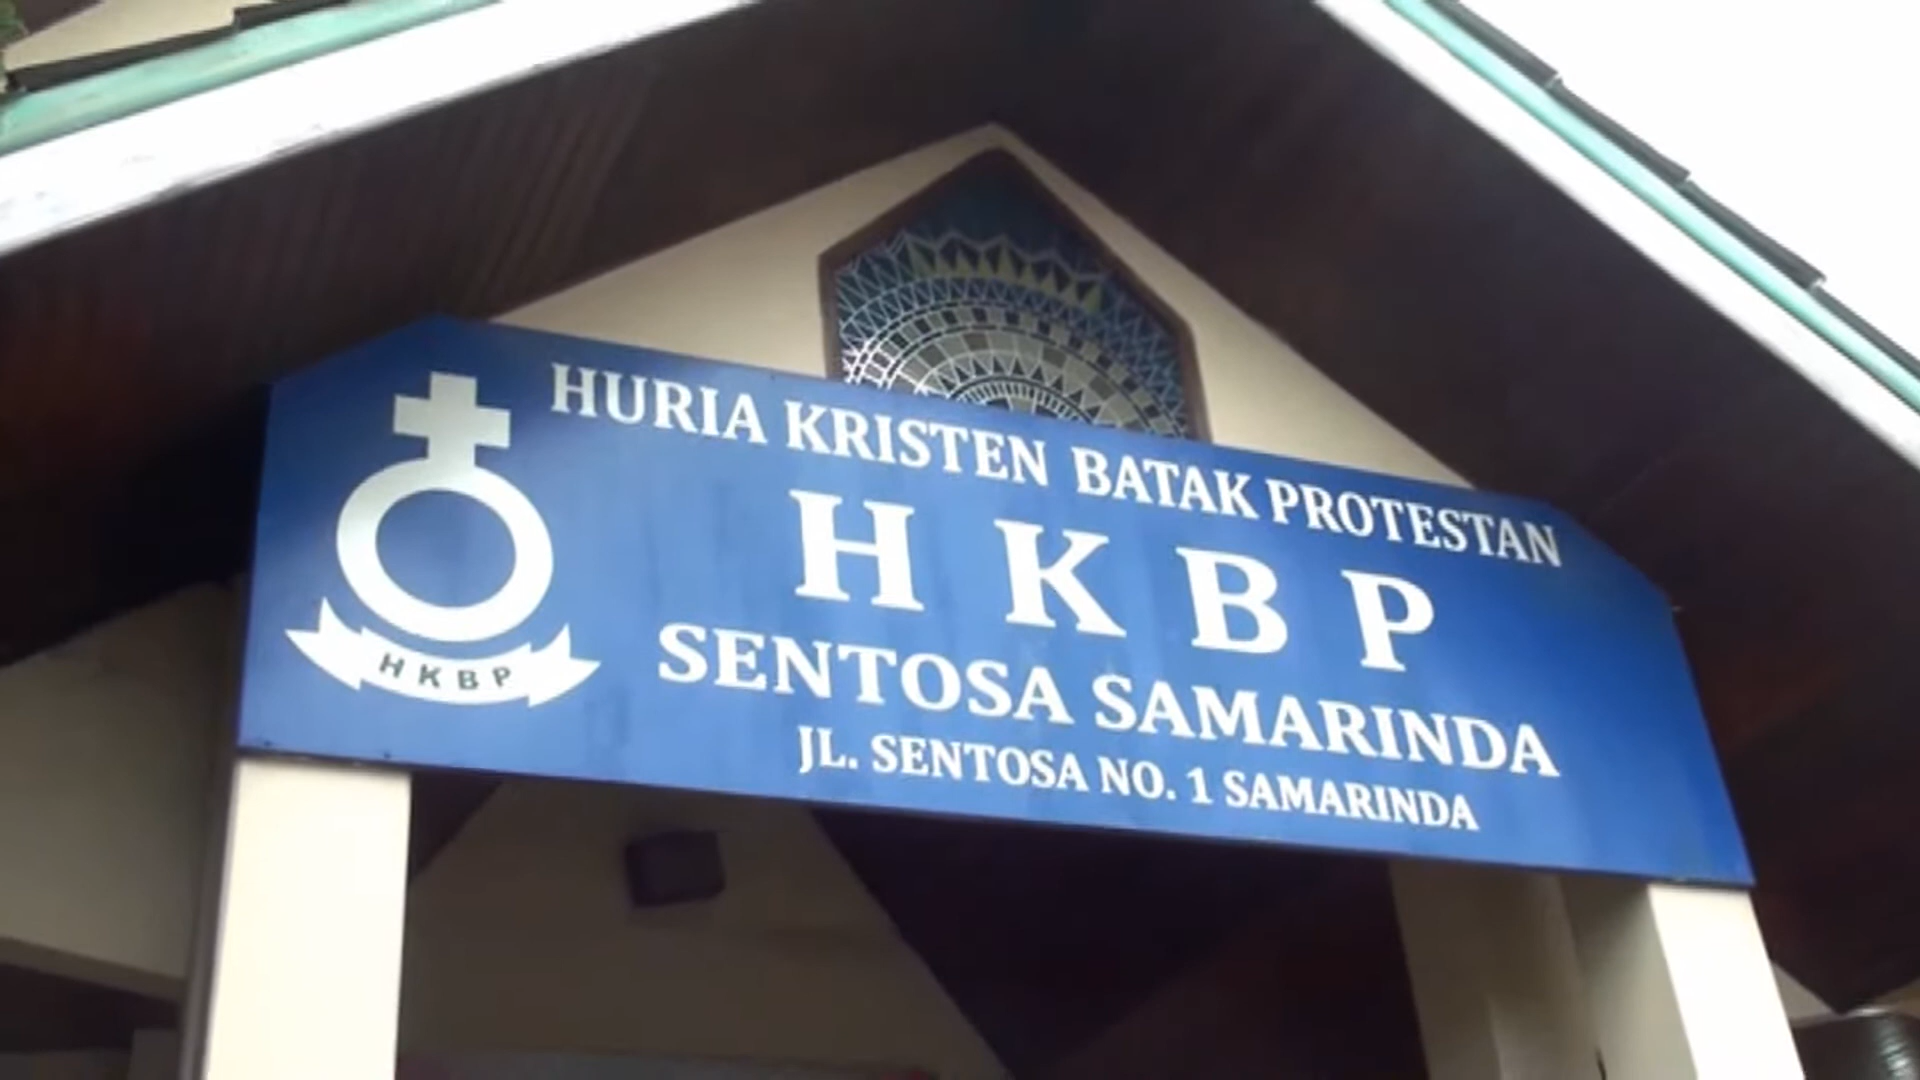 HURIA KRISTEN BATAK PROTESTAN
H K B P
SENTOSA SAMARINDA
JL. SENTOSA NO. 1 SAMARINDA
HKBP